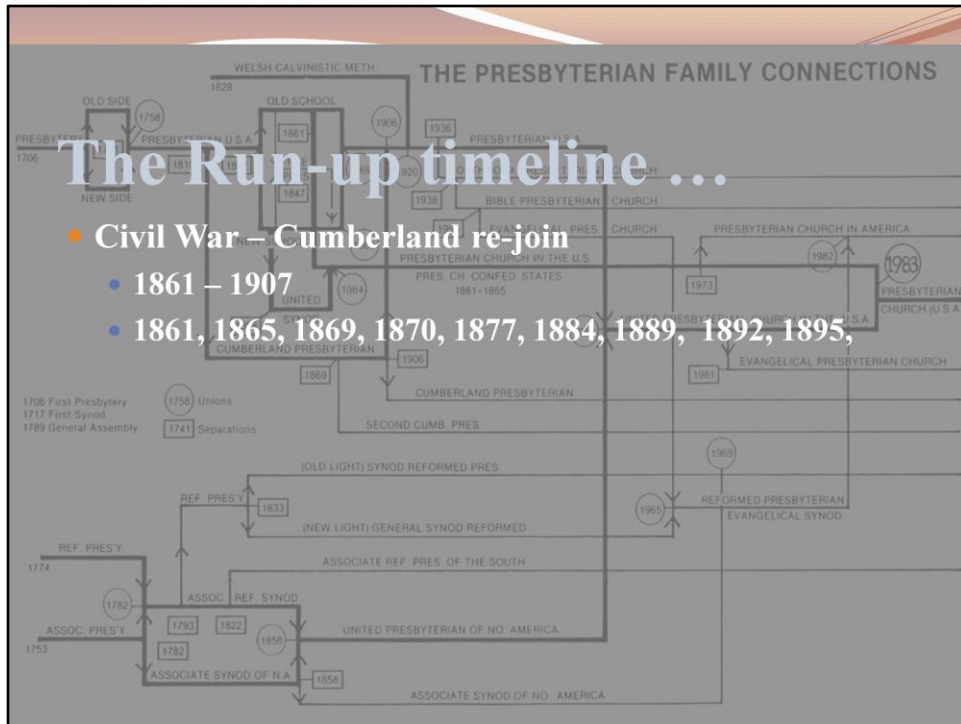 WELSH CALVINISTIC METH.
1828
THE PRESBYTERIAN FAMILY CONNECTIONS
OLD SIDE
1758
OLD SCHOOL
1861
1906
1936
PRESBYTERY
1706
PRESBYTERIAN U.S.A.
PRESBYTERIAN U.S.A.
The Run-up timeline …
1847
1920
1938
NEW SIDE
BIBLE PRESBYTERIAN CHURCH
EVANGELICAL PRES. CHURCH
Civil War – Cumberland re-join
PRESBYTERIAN CHURCH IN AMERICA
PRESBYTERIAN CHURCH IN THE U.S.
1982
1983
1861 – 1907
PRES. CH. CONFED. STATES
1861-1865
1864
1973
PRESBYTERIAN
CHURCH (U.S.A.
UNITED
1861, 1865, 1869, 1870, 1877, 1884, 1889, 1892, 1895,
CUMBERLAND PRESBYTERIAN
1906
1869
1981
EVANGELICAL PRESBYTERIAN CHURCH
CUMBERLAND PRESBYTERIAN
1706 First Presbytery
1717 First Synod
1789 General Assembly
1758 Unions
1741 Separations
SECOND CUMB. PRES.
1969
(OLD LIGHT) SYNOD REFORMED PRES.
REF. PRES'Y
1833
1965
REFORMED PRESBYTERIAN
EVANGELICAL SYNOD
(NEW LIGHT) GENERAL SYNOD REFORMED
REF. PRES'Y
1774
ASSOCIATE REF. PRES. OF THE SOUTH
1782
ASSOC. REF. SYNOD
1793
1822
ASSOC. PRES'Y
1753
1858
UNITED PRESBYTERIAN OF NO. AMERICA
1782
ASSOCIATE SYNOD OF N.A.
1858
ASSOCIATE SYNOD OF NO. AMERICA